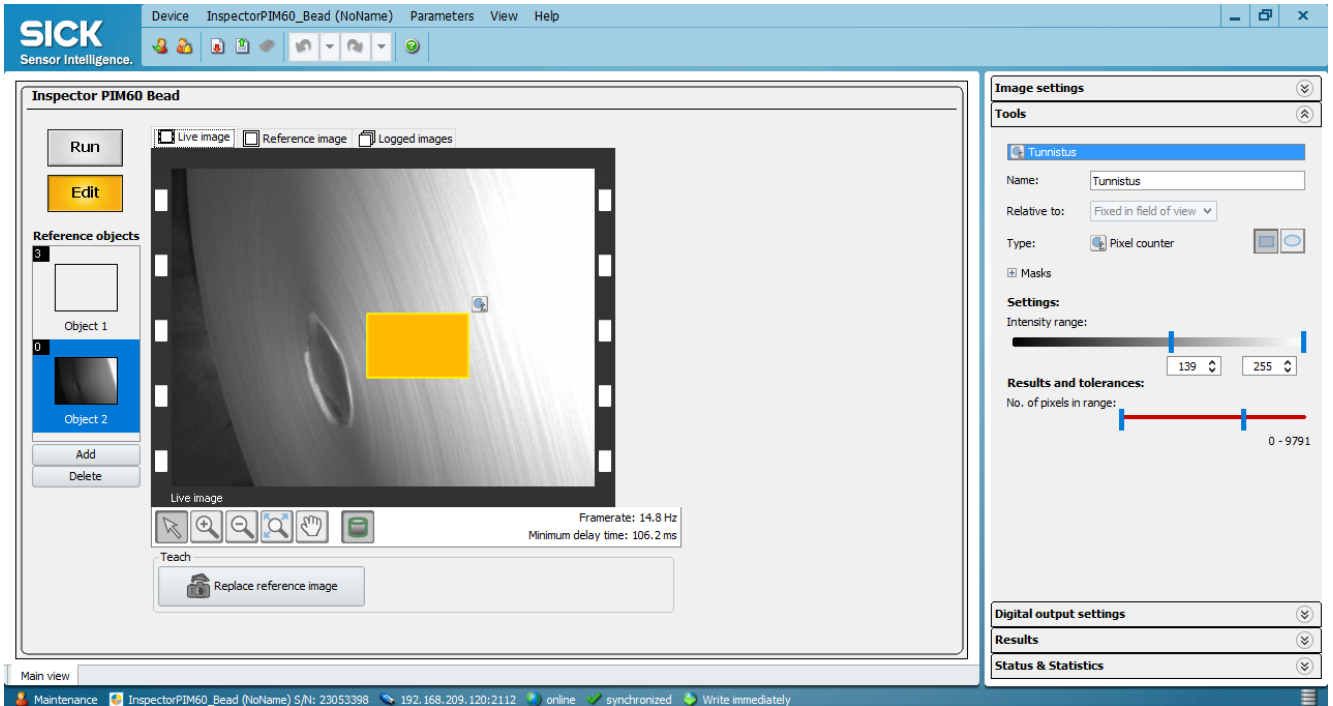 SICK
Sensor Intelligence.
Device InspectorPIM60_Bead (NoName) Parameters View Help
Inspector PIM60 Bead
Run
Edit
Live image Reference image Logged images
Reference objects
3
Object 1
0
Object 2
Add
Delete
Live image
Framerate: 14.8 Hz
Minimum delay time: 106.2 ms
Teach
Replace reference image
Main view
Image settings
Tools
Tunnistus
Name: Tunnistus
Relative to: Fixed in field of view
Type: Pixel counter
Masks
Settings:
Intensity range:
139 255
Results and tolerances:
No. of pixels in range:
0 - 9791
Digital output settings
Results
Status & Statistics
Maintenance InspectorPIM60_Bead (NoName) S/N: 23053398 192.168.209.120:2112 online synchronized Write immediately